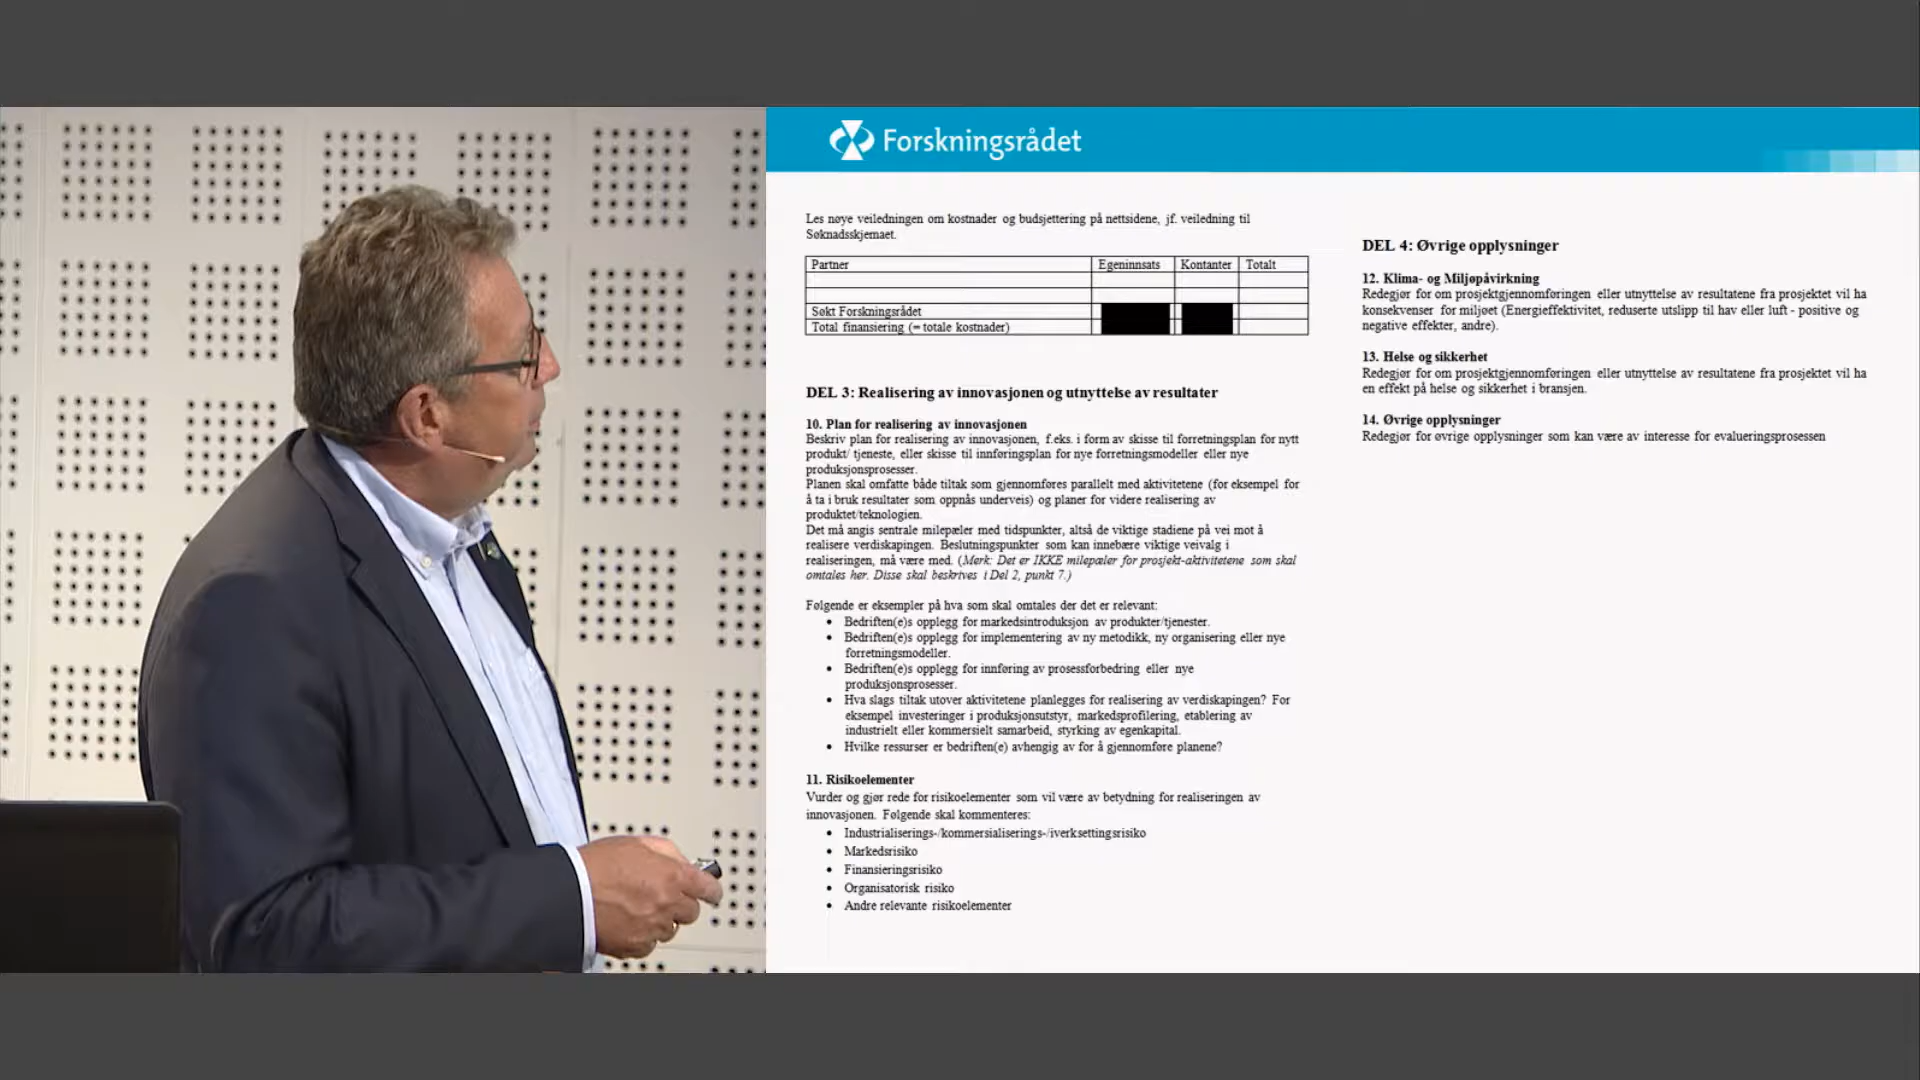 Forskningsrådet
Les nøye veiledningen om kostnader og budsjettering på nettsidene, jf. veiledning til
Søknadsskjemaet.
Partner Egeninnsats Kontanter Totalt
Søkt Forskningsrådet
Total finansiering (= totale kostnader)
DEL 3: Realisering av innovasjonen og utnyttelse av resultater
10. Plan for realisering av innovasjonen
Beskriv plan for realisering av innovasjonen, f.eks. i form av skisse til forretningsplan for nytt
produkt/ tjeneste, eller skisse til innføringsplan for nye forretningsmodeller eller nye
produksjonsprosesser.
Planen skal omfatte både tiltak som gjennomføres parallelt med aktivitetene (for eksempel for
å ta i bruk resultater som oppnås underveis) og planer for videre realisering av
produktet/teknologien.
Det må angis sentrale milepæler med tidspunkter, altså de viktige stadiene på vei mot å
realisere verdiskapingen. Beslutningspunkter som kan innebære viktige veivalg i
realiseringen, må være med. (Merk: Det er IKKE milepæler for prosjekt-aktivitetene som skal
omtales her. Disse skal beskrives i Del 2, punkt 7.)
Følgende er eksempler på hva som skal omtales der det er relevant:
• Bedriften(e)s opplegg for markedsintroduksjon av produkter/tjenester.
• Bedriften(e)s opplegg for implementering av ny metodikk, ny organisering eller nye
forretningsmodeller.
• Bedriften(e)s opplegg for innføring av prosessforbedring eller nye
produksjonsprosesser.
• Hva slags tiltak utover aktivitetene planlegges for realisering av verdiskapingen? For
eksempel investeringer i produksjonsutstyr, markedsprofilering, etablering av
industrielt eller kommersielt samarbeid, styrking av egenkapital.
• Hvilke ressurser er bedriften(e) avhengig av for å gjennomføre planene?
11. Risikoelementer
Vurder og gjør rede for risikoelementer som vil være av betydning for realiseringen av
innovasjonen. Følgende skal kommenteres:
• Industrialiserings-/kommersialiserings-/iverksettingsrisiko
• Markedsrisiko
• Finansieringsrisiko
• Organisatorisk risiko
• Andre relevante risikoelementer
DEL 4: Øvrige opplysninger
12. Klima- og Miljøpåvirkning
Redegjør for om prosjektgjennomføringen eller utnyttelse av resultatene fra prosjektet vil ha
konsekvenser for miljøet (Energieffektivitet, reduserte utslipp til hav eller luft - positive og
negative effekter, andre).
13. Helse og sikkerhet
Redegjør for om prosjektgjennomføringen eller utnyttelse av resultatene fra prosjektet vil ha
en effekt på helse og sikkerhet i bransjen.
14. Øvrige opplysninger
Redegjør for øvrige opplysninger som kan være av interesse for evalueringsprosessen